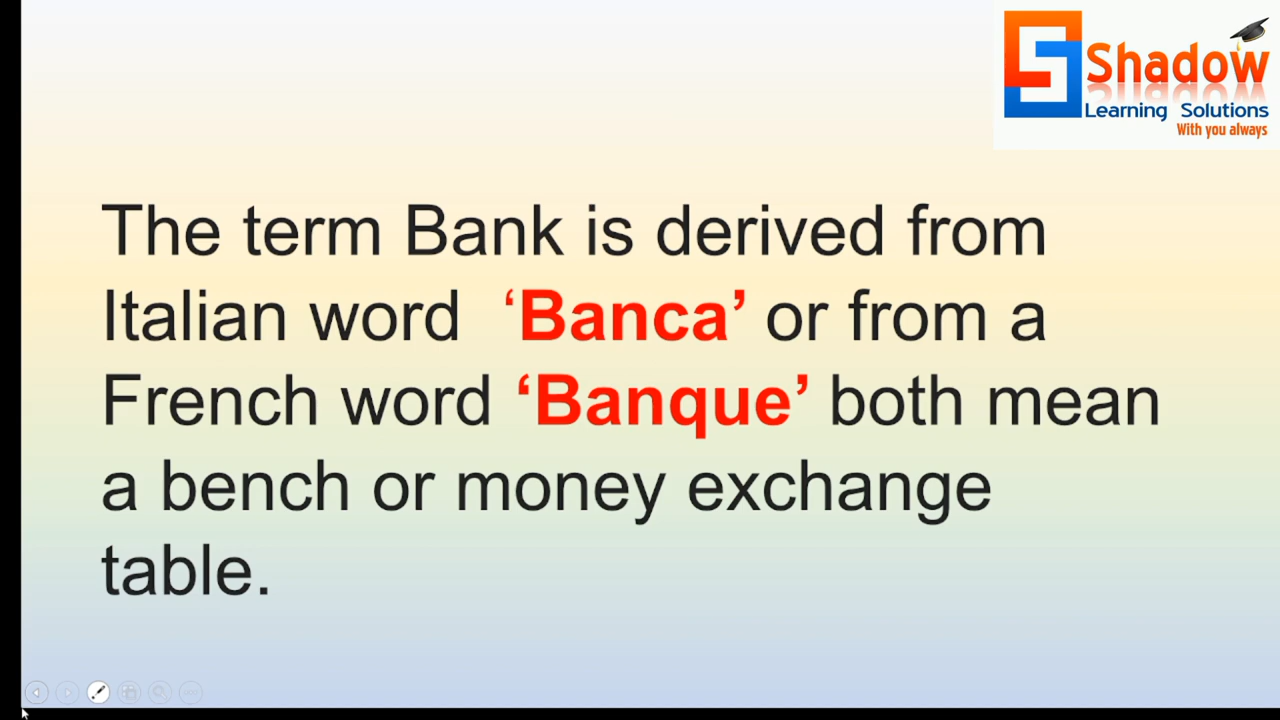 Shadow
Learning Solutions
With you always
The term Bank is derived from
Italian word ‘Banca’ or from a
French word ‘Banque’ both mean
a bench or money exchange
table.